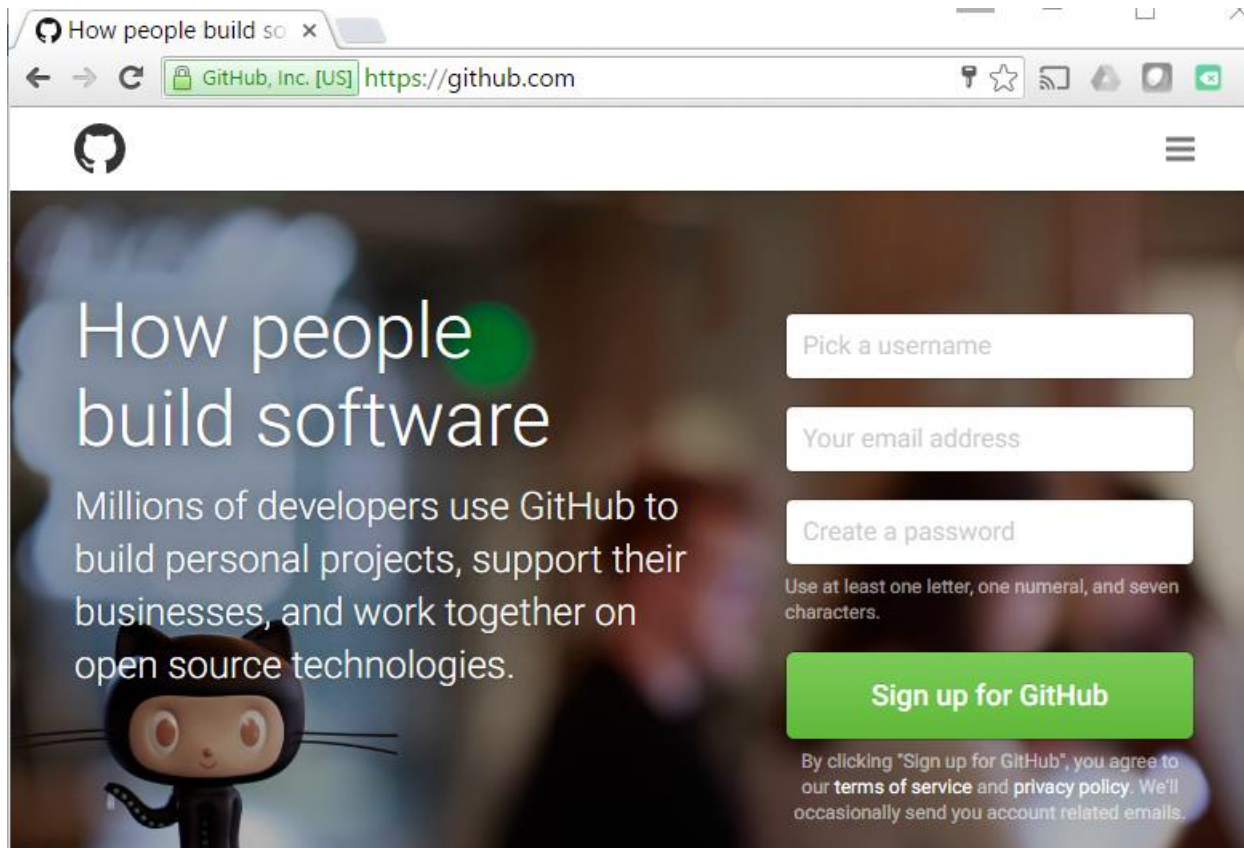 How people build so
GitHub, Inc. [US] https://github.com
How people
build software
Millions of developers use GitHub to
build personal projects, support their
businesses, and work together on
open source technologies.
Pick a username
Your email address
Create a password
Use at least one letter, one numeral, and seven
characters.
Sign up for GitHub
By clicking "Sign up for GitHub", you agree to
our terms of service and privacy policy. We'll
occasionally send you account related emails.